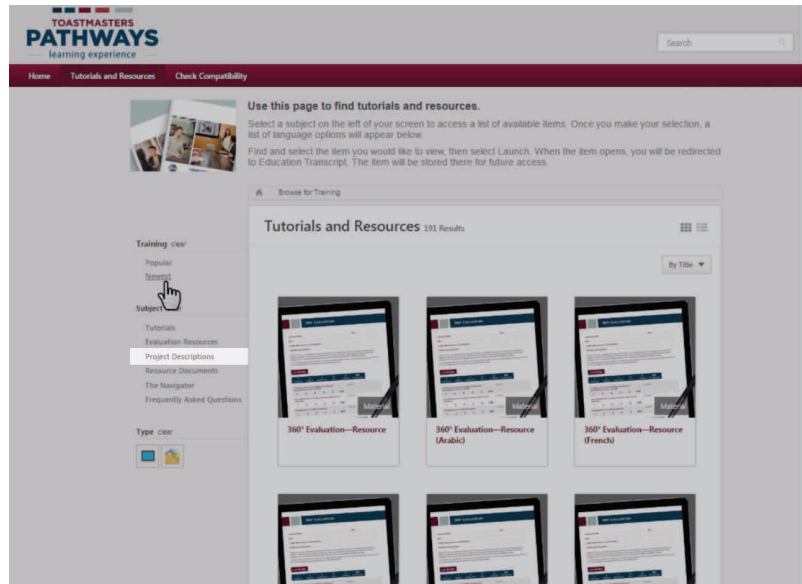 TOASTMASTERS
PATHWAYS
learning experience
Search
Home Tutorials and Resources Check Compatibility
Use this page to find tutorials and resources.
Select a subject on the left of your screen to access a list of available items. Once you make your selection, a
list of language options will appear below.
Find and select the item you would like to view, then select Launch. When the item opens, you will be redirected
to Education Transcript. The item will be stored there for future access.
Browse for Training
Tutorials and Resources 191 Results
By Title
Training clear
Popular
Newest
Subject
Tutorials
Evaluation Resources
Project Descriptions
Resource Documents
The Navigator
Frequently Asked Questions
Type clear
Material
360° Evaluation—Resource
Material
360° Evaluation—Resource
(Arabic)
Material
360° Evaluation—Resource
(French)